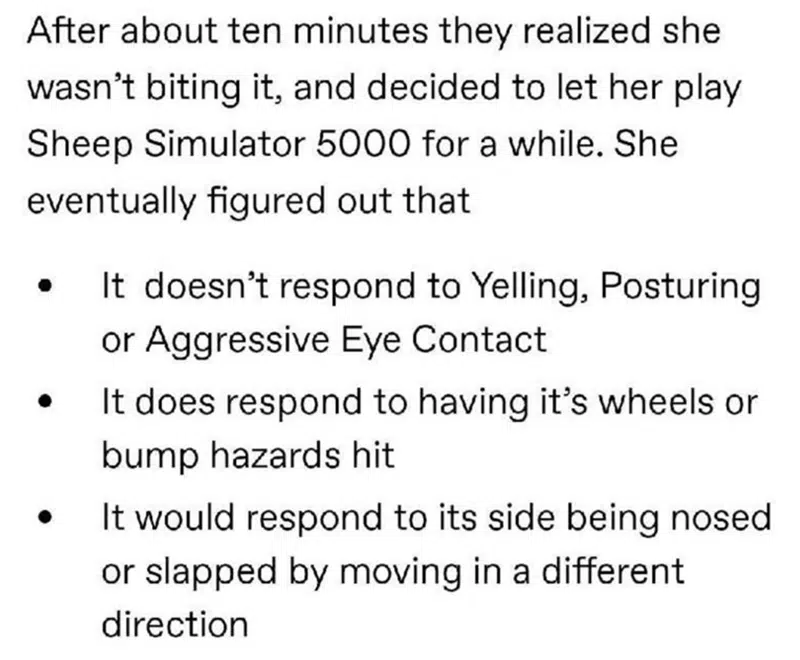 After about ten minutes they realized she
wasn't biting it, and decided to let her play
Sheep Simulator 5000 for a while. She
eventually figured out that
• It doesn't respond to Yelling, Posturing
or Aggressive Eye Contact
• It does respond to having it's wheels or
bump hazards hit
• It would respond to its side being nosed
or slapped by moving in a different
direction